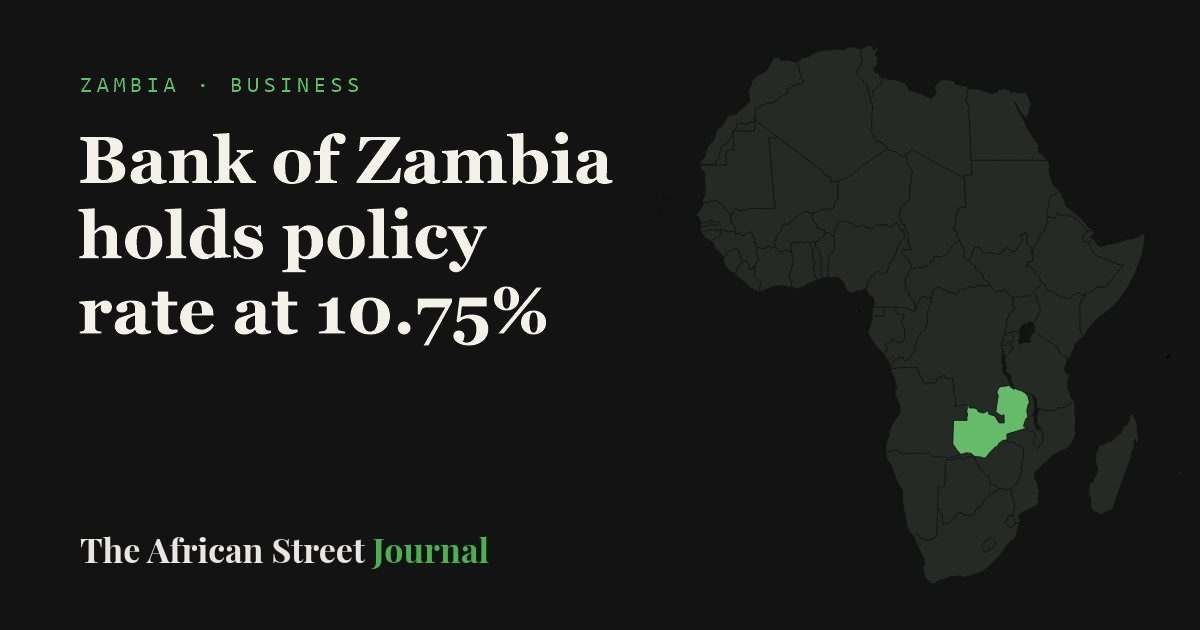 ZAMBIA · BUSINESS
Bank of Zambia
holds policy
rate at 10.75%
The African Street Journal